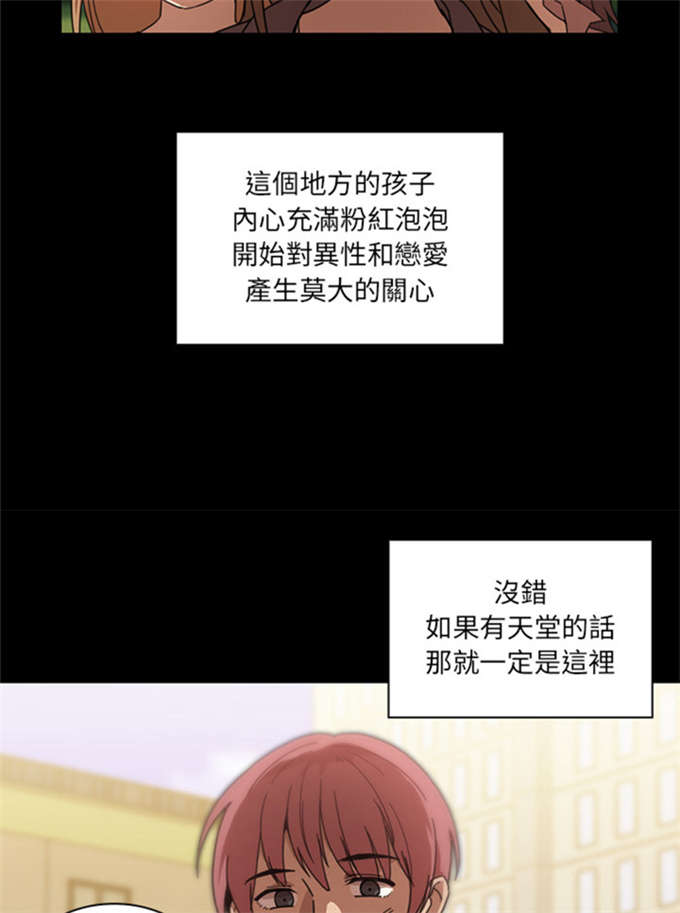 這個地方的孩子
內心充滿粉紅泡泡
開始對異性和戀愛
產生莫大的關心
沒錯
如果有天堂的話
那就一定是這裡